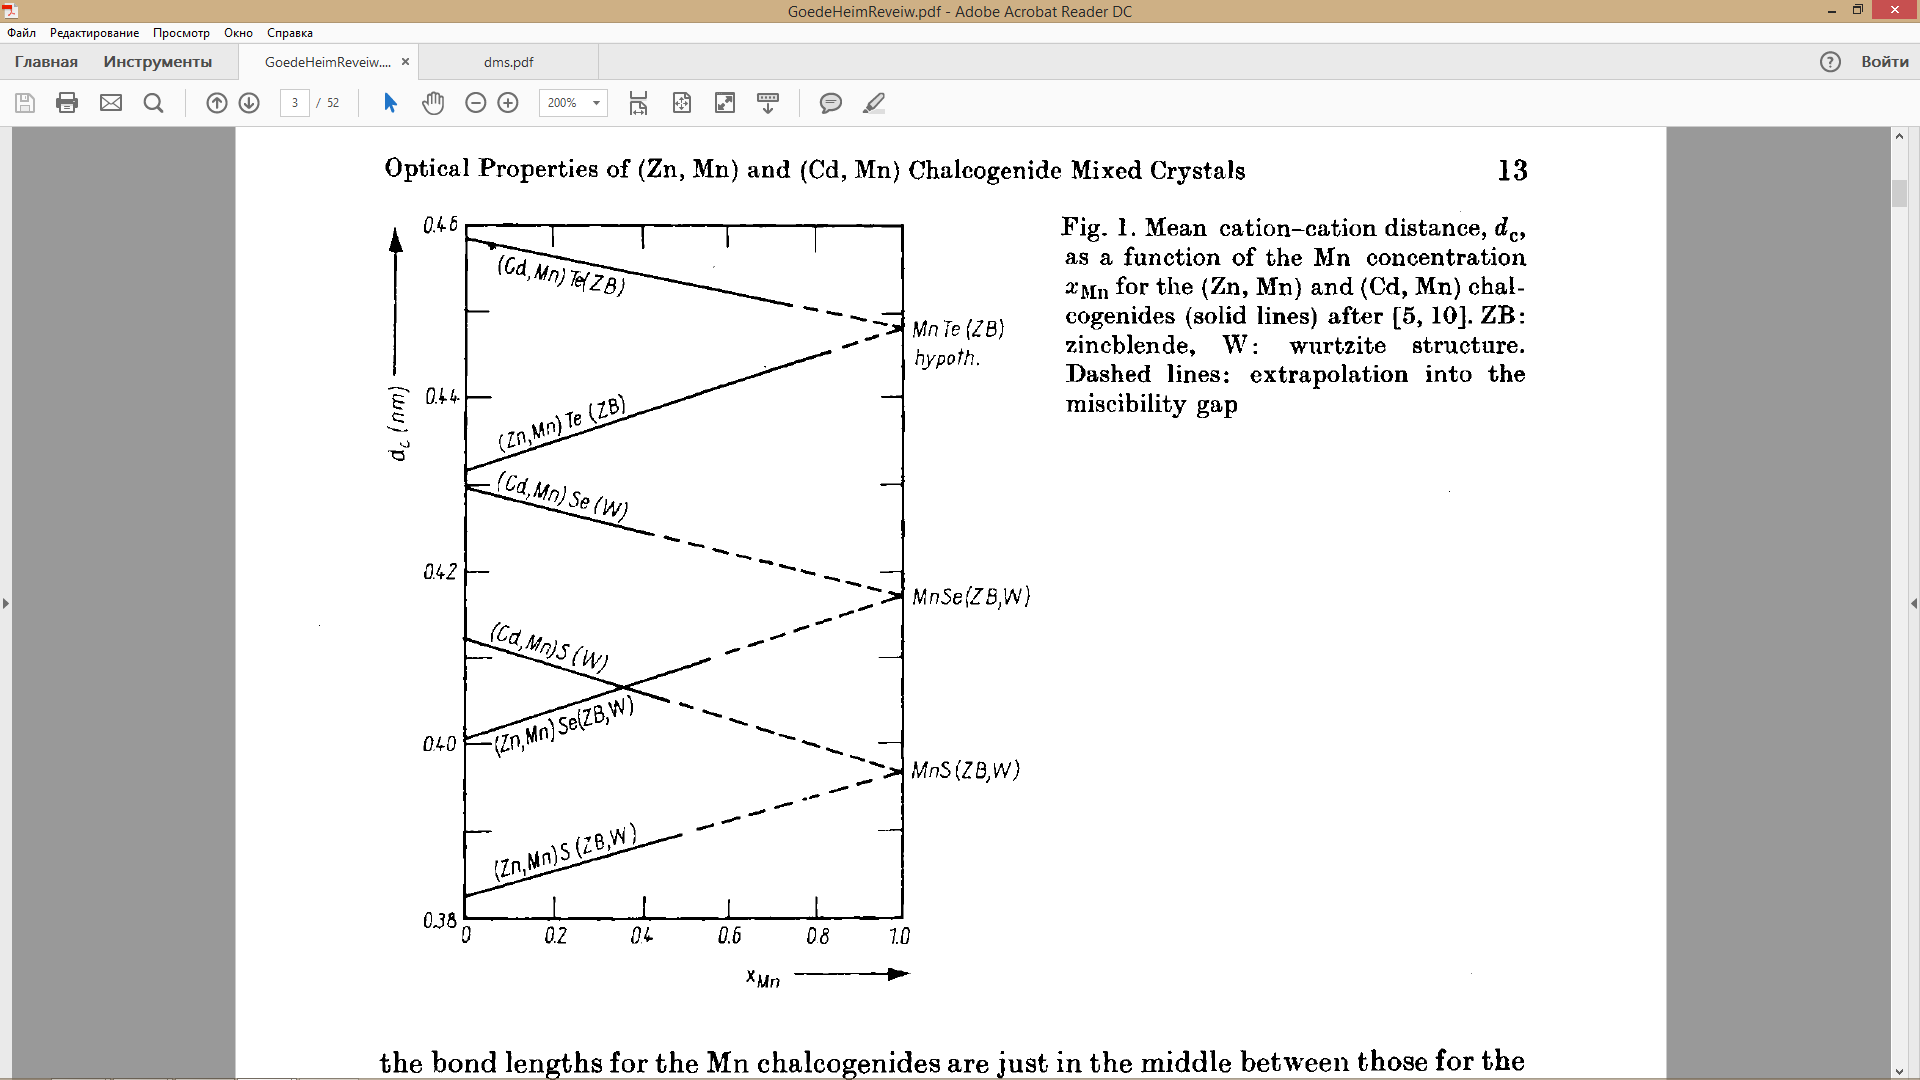 GoedeHeimReveiw.pdf - Adobe Acrobat Reader DC
Файл Редактирование Просмотр Окно Справка
Главная Инструменты GoedeHeimReveiw.... × dms.pdf ? Войти
3 / 52 200%
Optical Properties of (Zn, Mn) and (Cd, Mn) Chalcogenide Mixed Crystals 13
Fig. 1. Mean cation–cation distance, dc,
as a function of the Mn concentration
xMn for the (Zn, Mn) and (Cd, Mn) chal-
cogenides (solid lines) after [5, 10]. ZB:
zincblende, W: wurtzite structure.
Dashed lines: extrapolation into the
miscibility gap
0.46
0.44
0.42
0.40
0.38
dc (nm)
(Cd, Mn) Te(ZB)
(Zn,Mn) Te (ZB)
(Cd,Mn) Se (W)
(Cd,Mn)S (W)
(Zn,Mn) Se(ZB,W)
(Zn,Mn)S (ZB,W)
MnTe (ZB)
hypoth.
MnSe(ZB,W)
MnS(ZB,W)
0 0.2 0.4 0.6 0.8 1.0
xMn
the bond lengths for the Mn chalcogenides are just in the middle between those for the